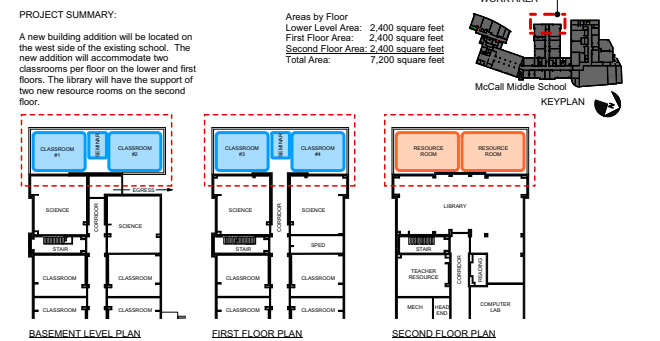 WORK AREA
PROJECT SUMMARY:
A new building addition will be located on
the west side of the existing school. The
new addition will accommodate two
classrooms per floor on the lower and first
floors. The library will have the support of
two new resource rooms on the second
floor.
Areas by Floor
Lower Level Area: 2,400 square feet
First Floor Area: 2,400 square feet
Second Floor Area: 2,400 square feet
Total Area: 7,200 square feet
McCall Middle School
KEYPLAN
CLASSROOM
#1
SEMINAR
CLASSROOM
#2
EGRESS
SCIENCE
CORRIDOR
SCIENCE
STAIR
CLASSROOM
CLASSROOM
CLASSROOM
CLASSROOM
BASEMENT LEVEL PLAN
CLASSROOM
#3
SEMINAR
CLASSROOM
#4
SCIENCE
CORRIDOR
SCIENCE
STAIR
SPED
CLASSROOM
CLASSROOM
CLASSROOM
CLASSROOM
FIRST FLOOR PLAN
RESOURCE
ROOM
RESOURCE
ROOM
LIBRARY
STAIR
TEACHER
RESOURCE
CORRIDOR
READING
MECH
HEAD
END
COMPUTER
LAB
SECOND FLOOR PLAN